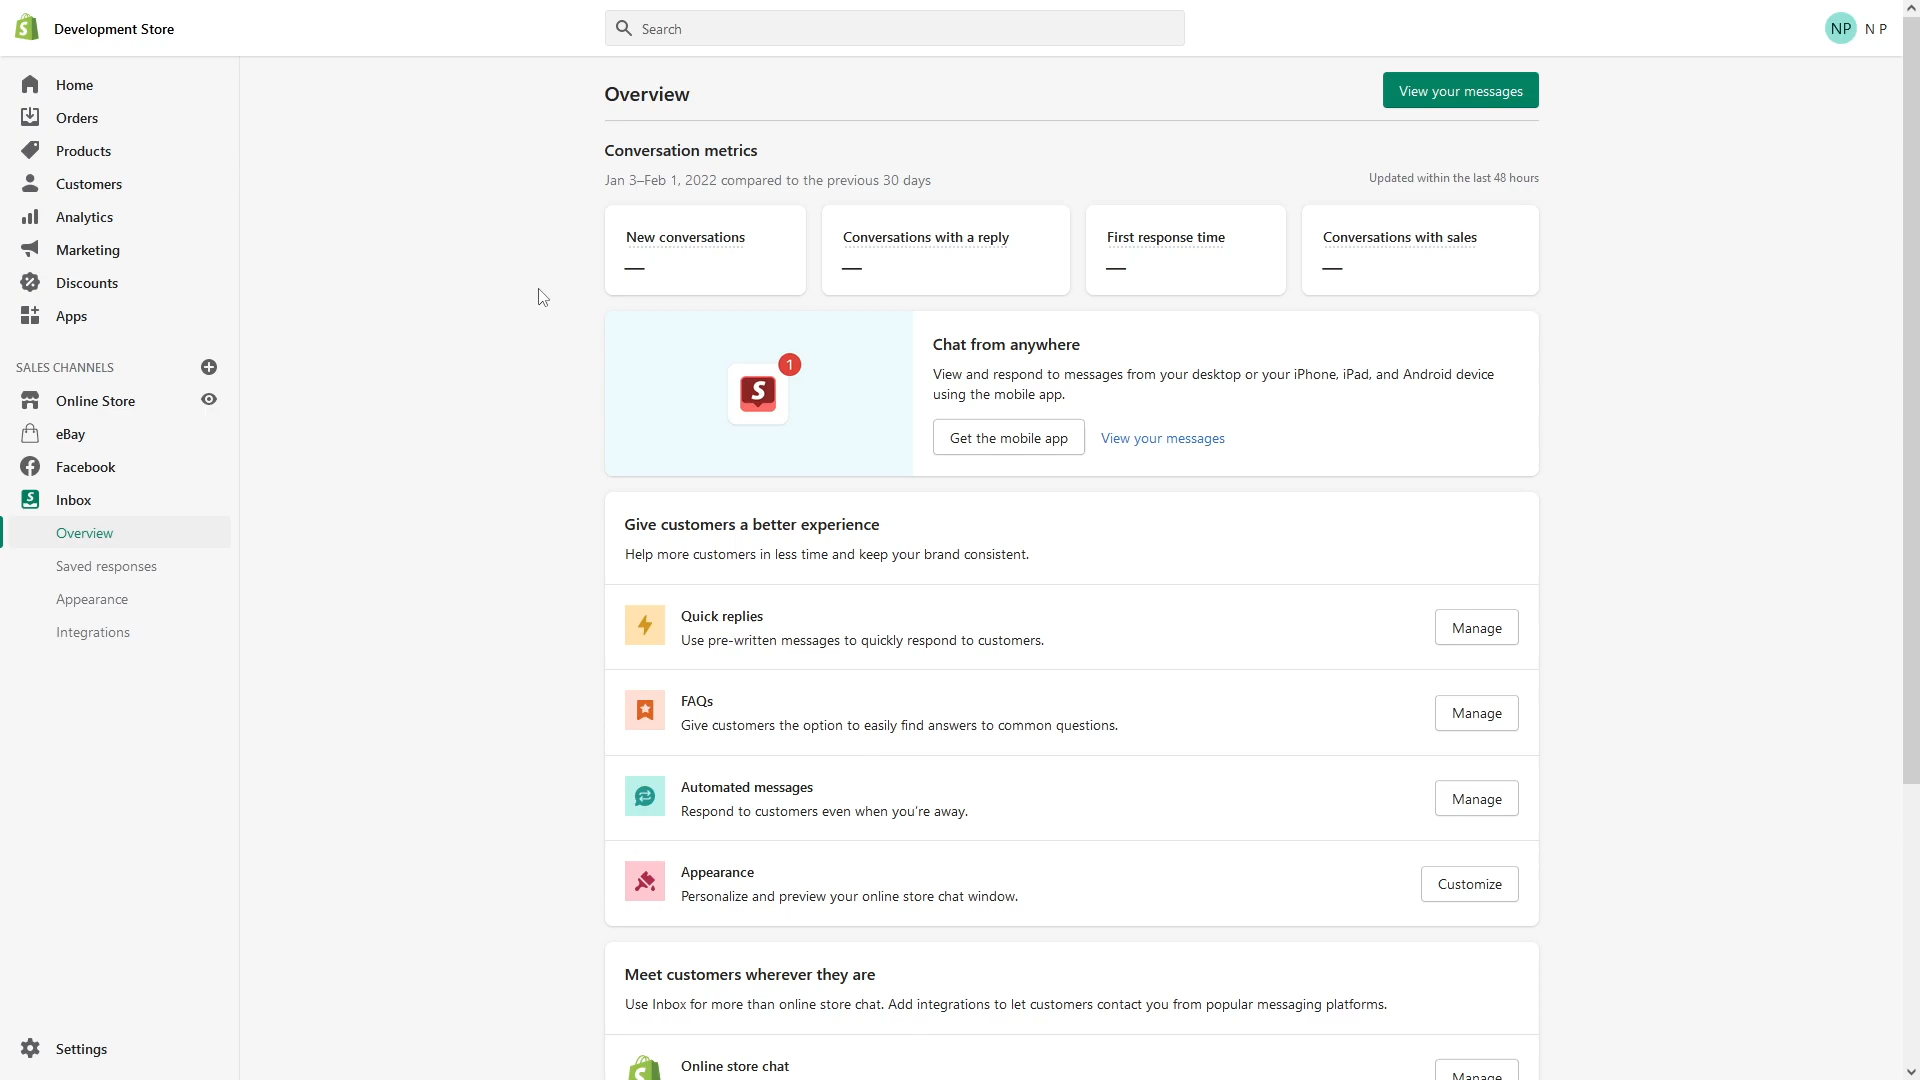 Development Store
Search
NP N P
Home
Orders
Products
Customers
Analytics
Marketing
Discounts
Apps
SALES CHANNELS
Online Store
eBay
Facebook
Inbox
Overview
Saved responses
Appearance
Integrations
Settings
Overview
View your messages
Conversation metrics
Jan 3–Feb 1, 2022 compared to the previous 30 days
Updated within the last 48 hours
New conversations
—
Conversations with a reply
—
First response time
—
Conversations with sales
—
1
Chat from anywhere
View and respond to messages from your desktop or your iPhone, iPad, and Android device
using the mobile app.
Get the mobile app
View your messages
Give customers a better experience
Help more customers in less time and keep your brand consistent.
Quick replies
Use pre-written messages to quickly respond to customers.
Manage
FAQs
Give customers the option to easily find answers to common questions.
Manage
Automated messages
Respond to customers even when you're away.
Manage
Appearance
Personalize and preview your online store chat window.
Customize
Meet customers wherever they are
Use Inbox for more than online store chat. Add integrations to let customers contact you from popular messaging platforms.
Online store chat
Manage